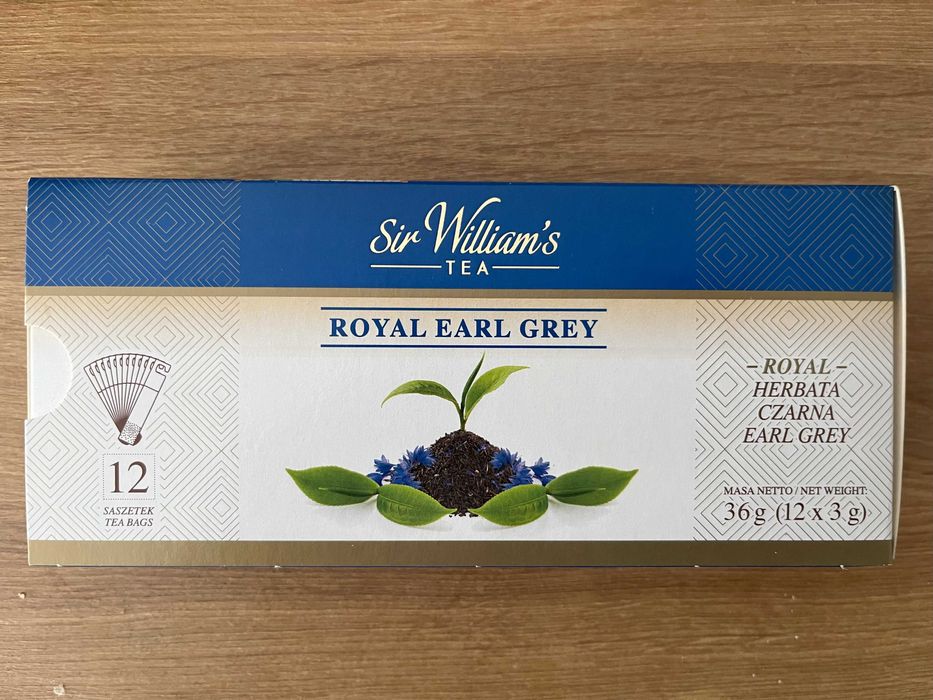 Sir William's
TEA
ROYAL EARL GREY
12
SASZETEK
TEA BAGS
– ROYAL –
HERBATA
CZARNA
EARL GREY
MASA NETTO / NET WEIGHT:
36 g (12 x 3 g)